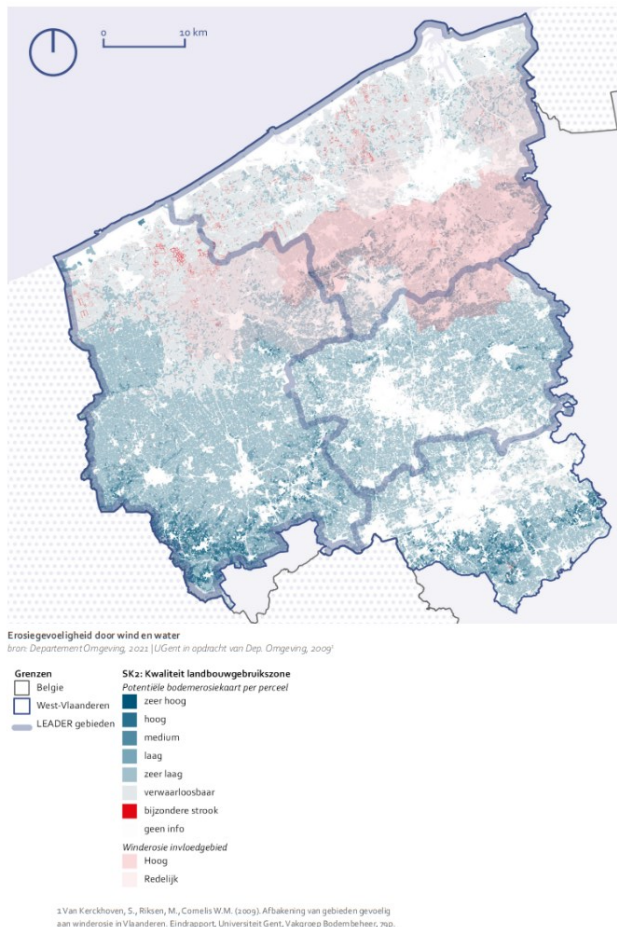 0 10 km
Erosiegevoeligheid door wind en water
bron: Departement Omgeving, 2021 | UGent in opdracht van Dep. Omgeving, 2009¹
Grenzen
Belgie
West-Vlaanderen
LEADER gebieden
SK2: Kwaliteit landbouwgebruikszone
Potentiële bodemerosiekaart per perceel
zeer hoog
hoog
medium
laag
zeer laag
verwaarloosbaar
bijzondere strook
geen info
Winderosie invloedgebied
Hoog
Redelijk
1 Van Kerckhoven, S., Riksen, M., Cornelis W.M. (2009). Afbakening van gebieden gevoelig
aan winderosie in Vlaanderen. Eindrapport, Universiteit Gent, Vakgroep Bodembeheer, 79p.